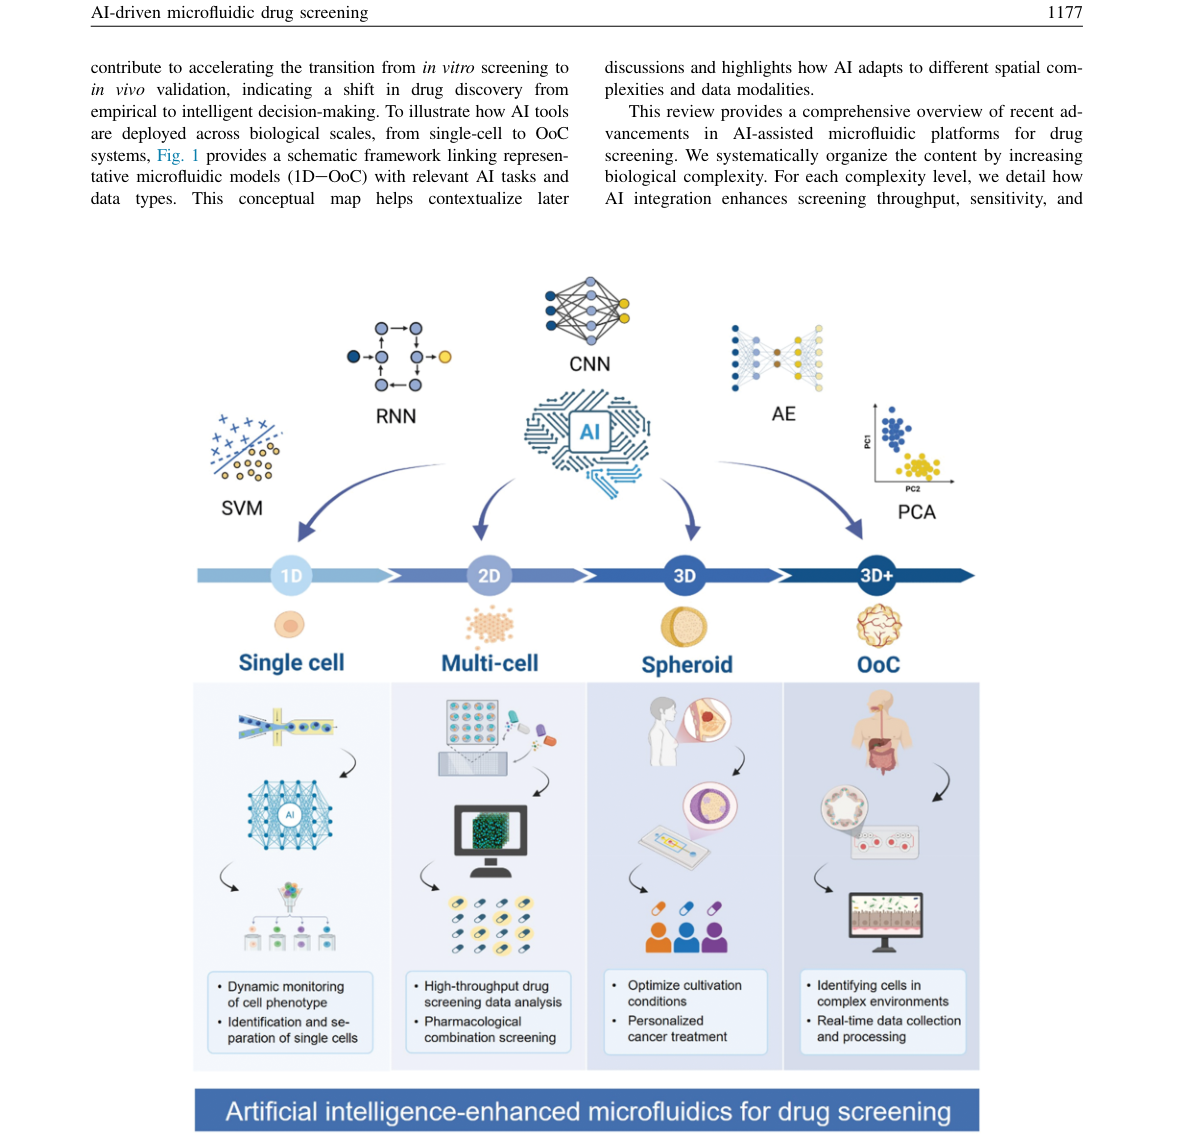 AI-driven microfluidic drug screening
1177
contribute to accelerating the transition from in vitro screening to
in vivo validation, indicating a shift in drug discovery from
empirical to intelligent decision-making. To illustrate how AI tools
are deployed across biological scales, from single-cell to OoC
systems, Fig. 1 provides a schematic framework linking represen-
tative microfluidic models (1D–OoC) with relevant AI tasks and
data types. This conceptual map helps contextualize later
discussions and highlights how AI adapts to different spatial com-
plexities and data modalities.
This review provides a comprehensive overview of recent ad-
vancements in AI-assisted microfluidic platforms for drug
screening. We systematically organize the content by increasing
biological complexity. For each complexity level, we detail how
AI integration enhances screening throughput, sensitivity, and
CNN
RNN
AE
AI
PC1
PC2
SVM
PCA
1D
2D
3D
3D+
Single cell
Multi-cell
Spheroid
OoC
AI
• Dynamic monitoring
of cell phenotype
• Identification and se-
paration of single cells
• High-throughput drug
screening data analysis
• Pharmacological
combination screening
• Optimize cultivation
conditions
• Personalized
cancer treatment
• Identifying cells in
complex environments
• Real-time data collection
and processing
Artificial intelligence-enhanced microfluidics for drug screening